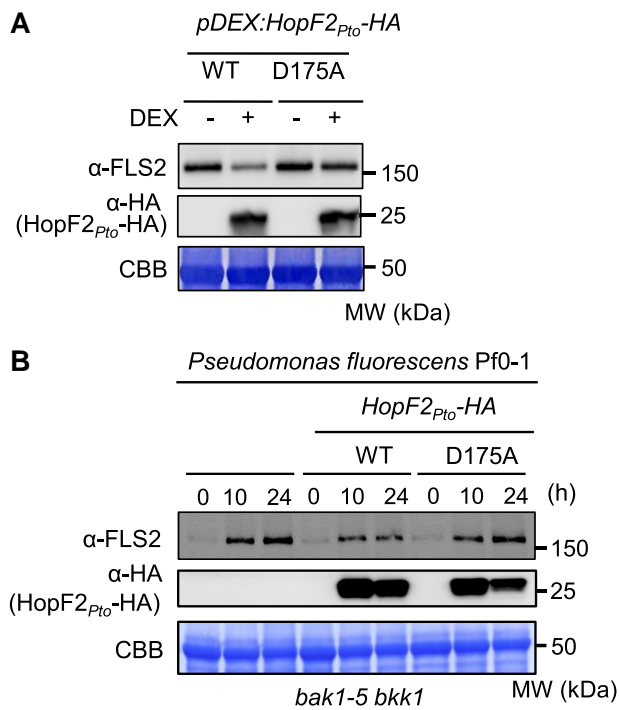 A
pDEX:HopF2Pto-HA
WT D175A
DEX - + - +
α-FLS2 150
α-HA 25
(HopF2Pto-HA)
CBB 50
MW (kDa)
B
Pseudomonas fluorescens Pf0-1
HopF2Pto-HA
WT D175A
0 10 24 0 10 24 0 10 24 (h)
α-FLS2 150
α-HA 25
(HopF2Pto-HA)
CBB 50
bak1-5 bkk1 MW (kDa)